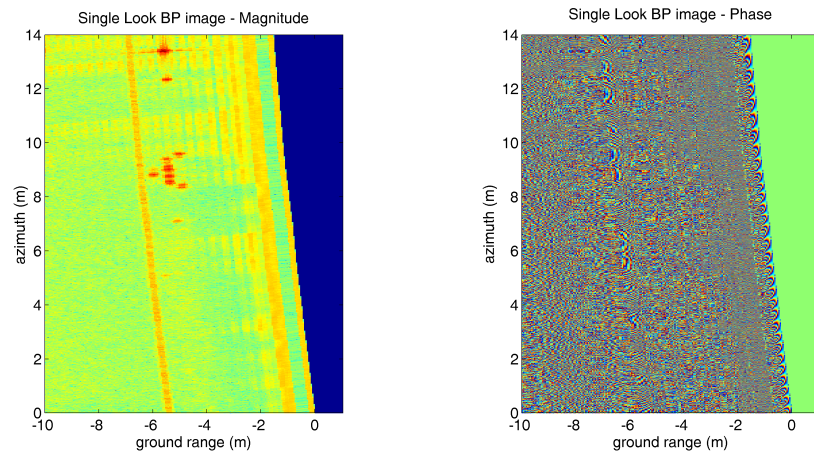 Single Look BP image - Magnitude
14
12
10
8
6
4
2
0
azimuth (m)
-10 -8 -6 -4 -2 0
ground range (m)
Single Look BP image - Phase
14
12
10
8
6
4
2
0
azimuth (m)
-10 -8 -6 -4 -2 0
ground range (m)